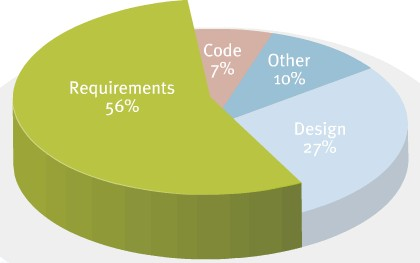 Code
7%
Other
10%
Requirements
56%
Design
27%